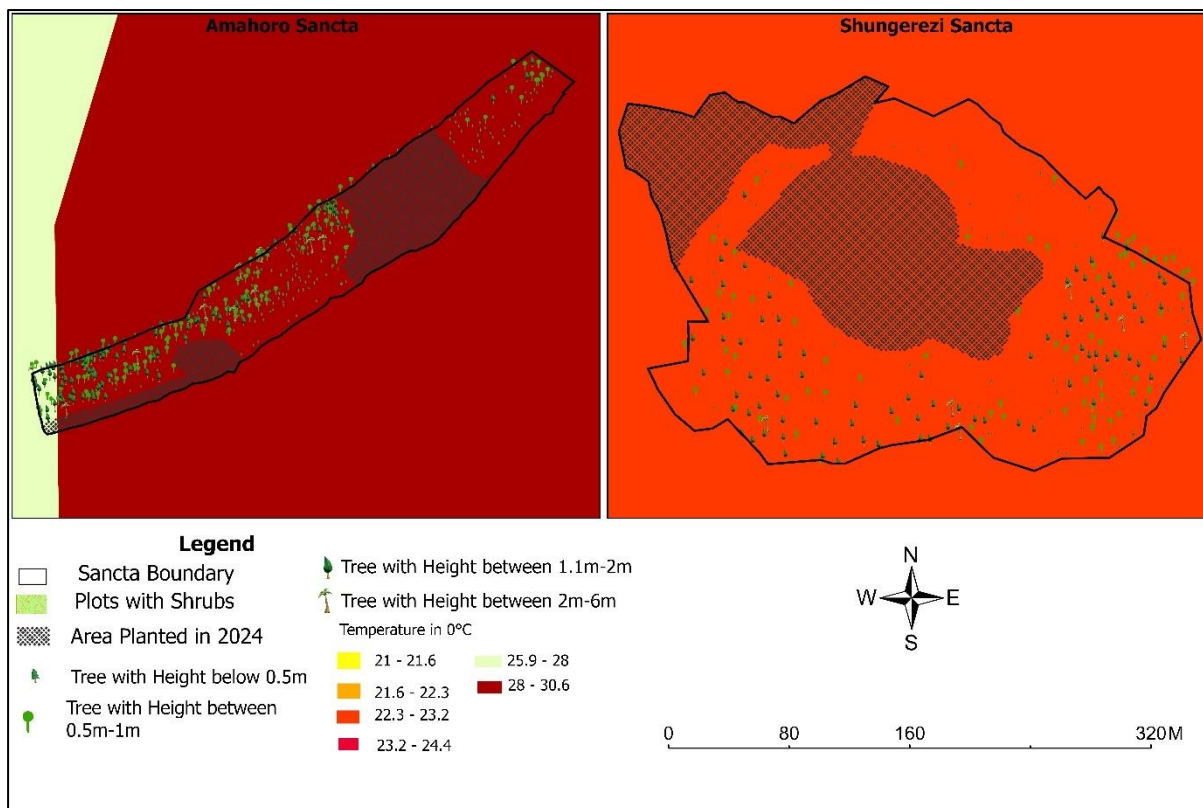 Amahoro Sancta
Shungerezi Sancta
Legend
Sancta Boundary
Plots with Shrubs
Area Planted in 2024
Tree with Height below 0.5m
Tree with Height between
0.5m-1m
Tree with Height between 1.1m-2m
Tree with Height between 2m-6m
Temperature in 0°C
21 - 21.6
21.6 - 22.3
22.3 - 23.2
23.2 - 24.4
25.9 - 28
28 - 30.6
N
W E
S
0 80 160 320M